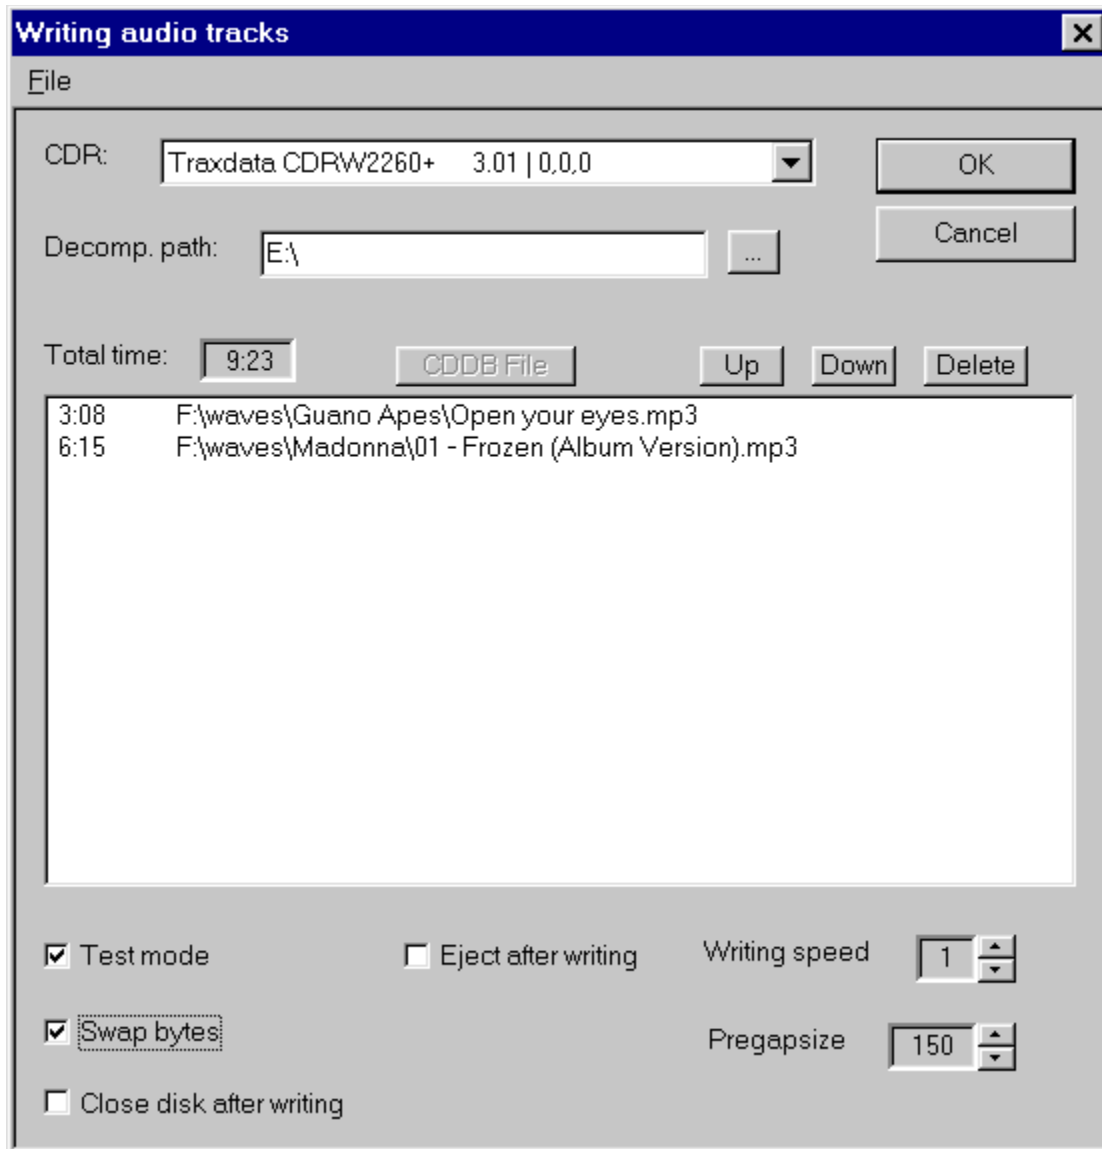 Writing audio tracks
File
CDR: Traxdata CDRW2260+ 3.01 | 0,0,0 OK
Cancel
Decomp. path: E:\ ...
Total time: 9:23 CDDB File Up Down Delete
3:08 F:\waves\Guano Apes\Open your eyes.mp3
6:15 F:\waves\Madonna\01 - Frozen (Album Version).mp3
Test mode Eject after writing Writing speed 1
Swap bytes Pregapsize 150
Close disk after writing